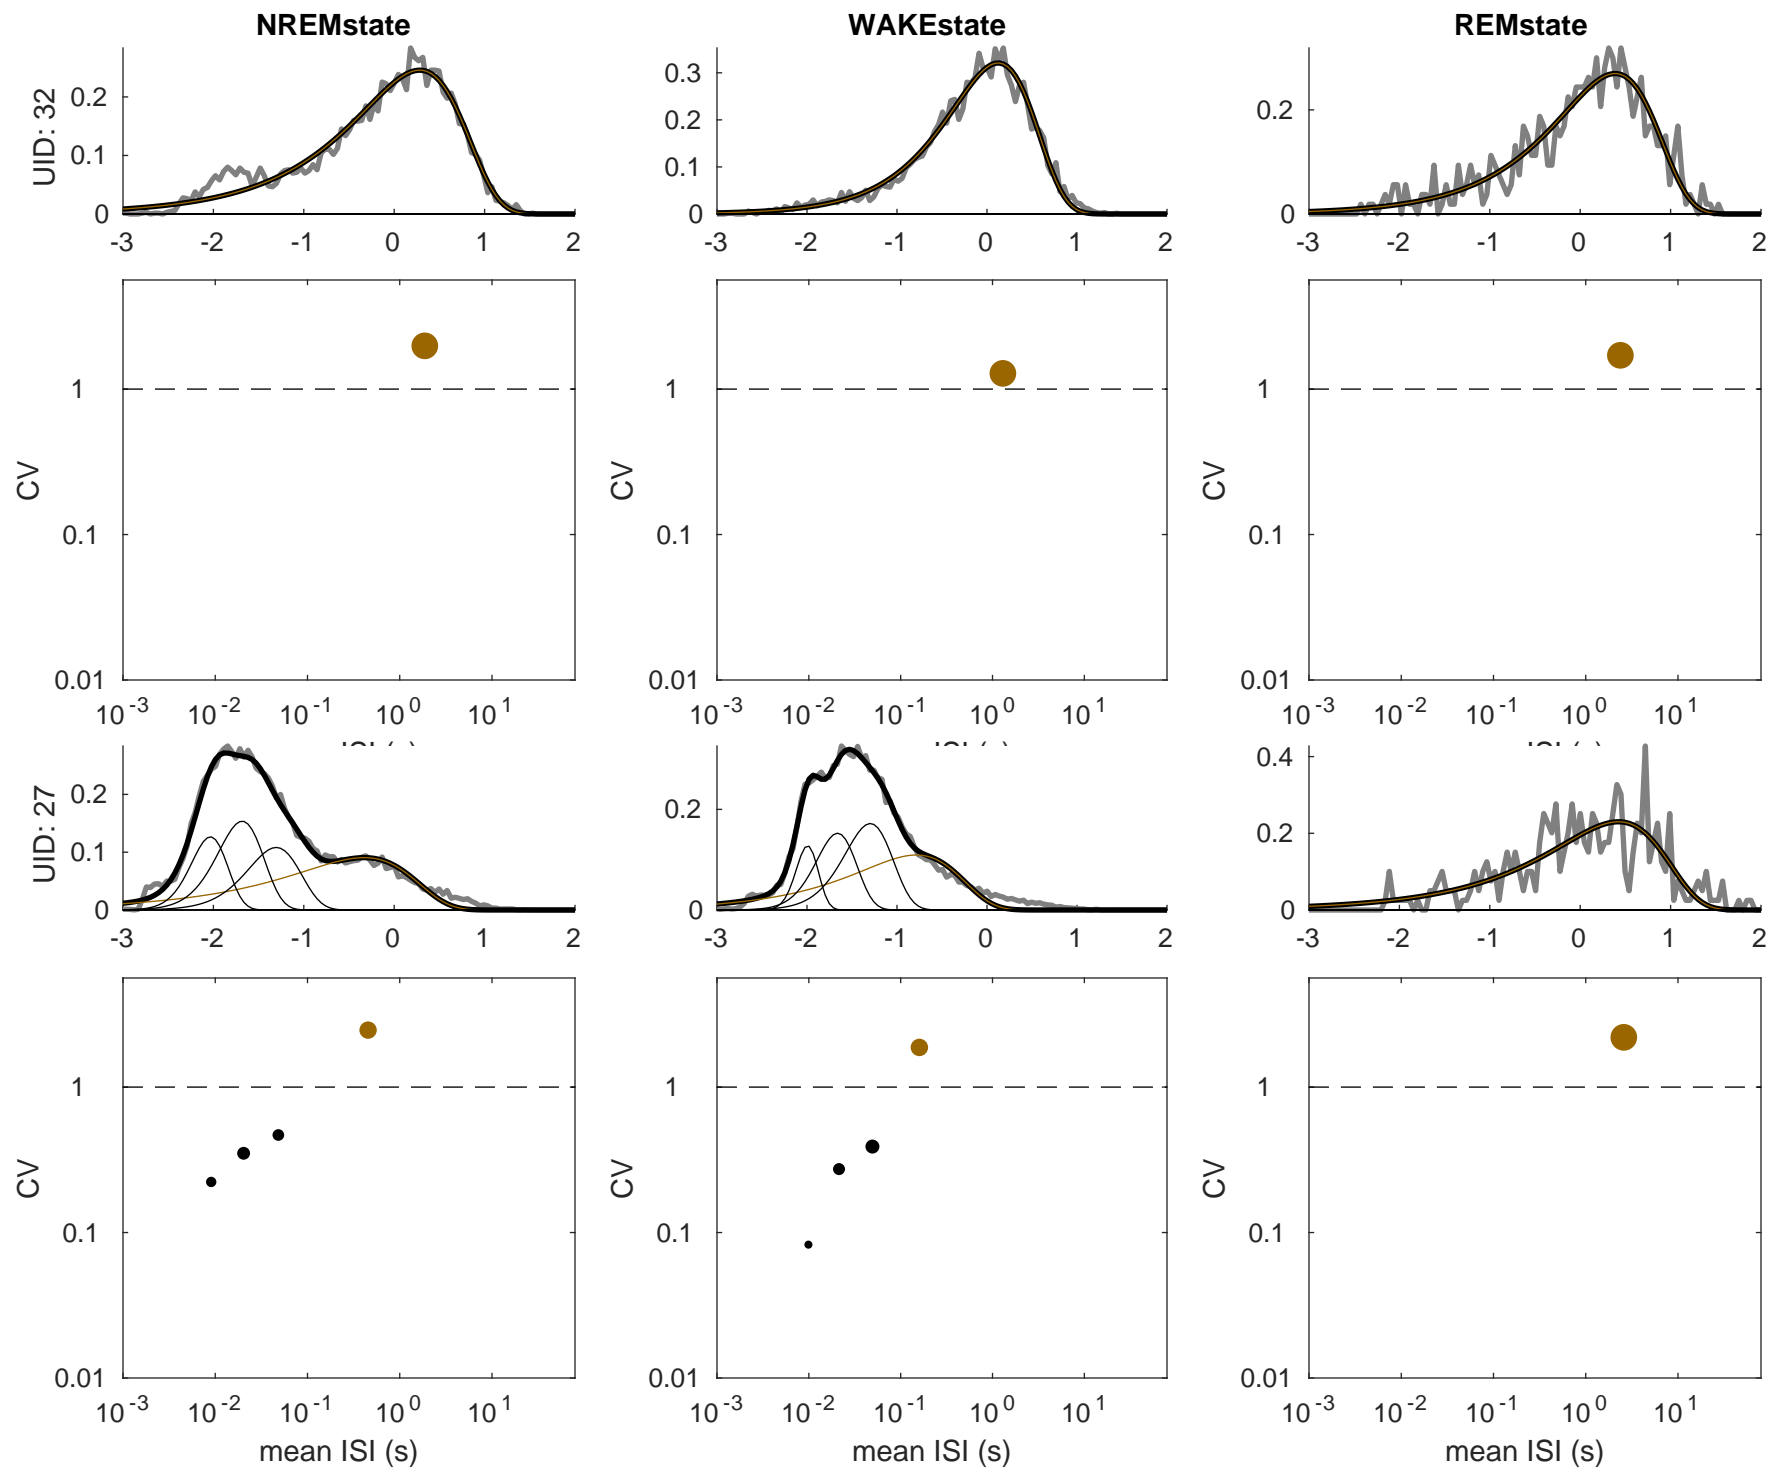 NREMstate WAKEstate REMstate
UID: 32
0.2 0.1 0
0.3 0.2 0.1 0
0.2 0
-3 -2 -1 0 1 2
-3 -2 -1 0 1 2
-3 -2 -1 0 1 2
CV
1 0.1 0.01
CV
1 0.1 0.01
CV
1 0.1 0.01
10^-3 10^-2 10^-1 10^0 10^1
10^-3 10^-2 10^-1 10^0 10^1
10^-3 10^-2 10^-1 10^0 10^1
ISI (s) ISI (s) ISI (s)
UID: 27
0.2 0.1 0
0.2 0
0.4 0.2 0
-3 -2 -1 0 1 2
-3 -2 -1 0 1 2
-3 -2 -1 0 1 2
CV
1 0.1 0.01
CV
1 0.1 0.01
CV
1 0.1 0.01
10^-3 10^-2 10^-1 10^0 10^1
10^-3 10^-2 10^-1 10^0 10^1
10^-3 10^-2 10^-1 10^0 10^1
mean ISI (s) mean ISI (s) mean ISI (s)